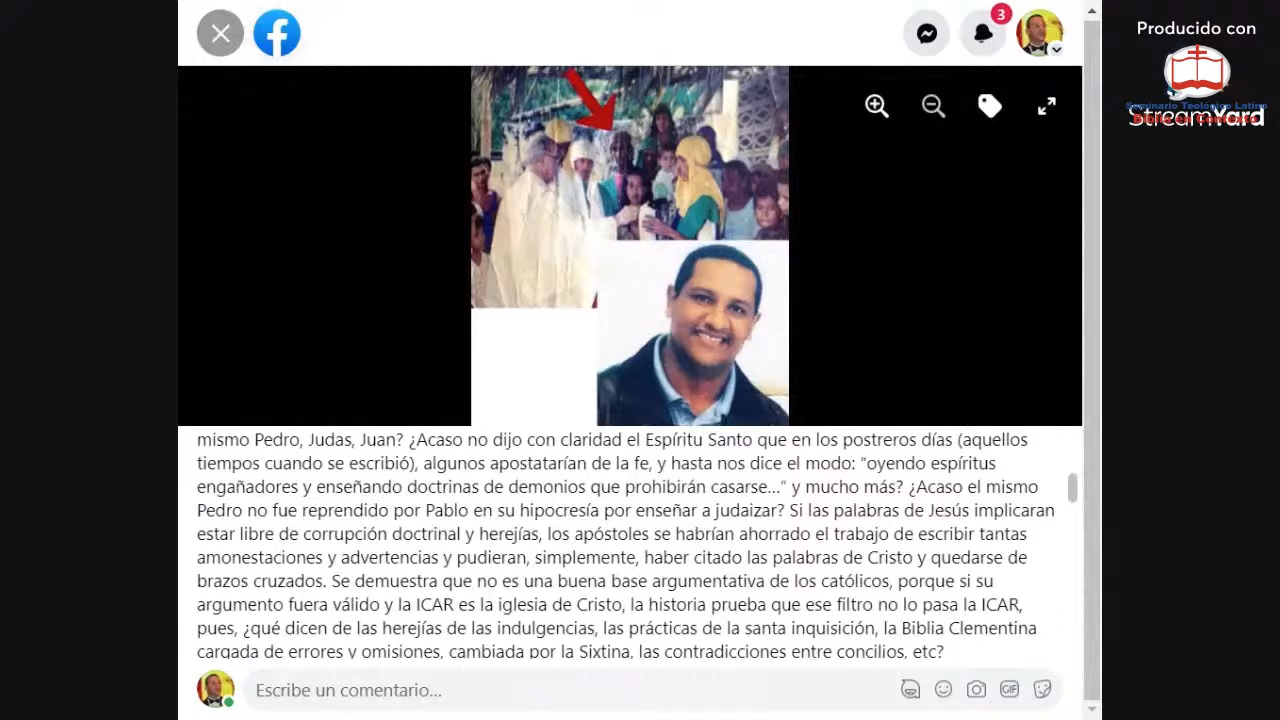 3
Producido con
Seminario Teológico Latino
Biblia en Contexto
StreamYard
mismo Pedro, Judas, Juan? ¿Acaso no dijo con claridad el Espíritu Santo que en los postreros días (aquellos
tiempos cuando se escribió), algunos apostatarían de la fe, y hasta nos dice el modo: “oyendo espíritus
engañadores y enseñando doctrinas de demonios que prohibirán casarse...” y mucho más? ¿Acaso el mismo
Pedro no fue reprendido por Pablo en su hipocresía por enseñar a judaizar? Si las palabras de Jesús implicaran
estar libre de corrupción doctrinal y herejías, los apóstoles se habrían ahorrado el trabajo de escribir tantas
amonestaciones y advertencias y pudieran, simplemente, haber citado las palabras de Cristo y quedarse de
brazos cruzados. Se demuestra que no es una buena base argumentativa de los católicos, porque si su
argumento fuera válido y la ICAR es la iglesia de Cristo, la historia prueba que ese filtro no lo pasa la ICAR,
pues, ¿qué dicen de las herejías de las indulgencias, las prácticas de la santa inquisición, la Biblia Clementina
cargada de errores y omisiones, cambiada por la Sixtina, las contradicciones entre concilios, etc?
Escribe un comentario...
GIF